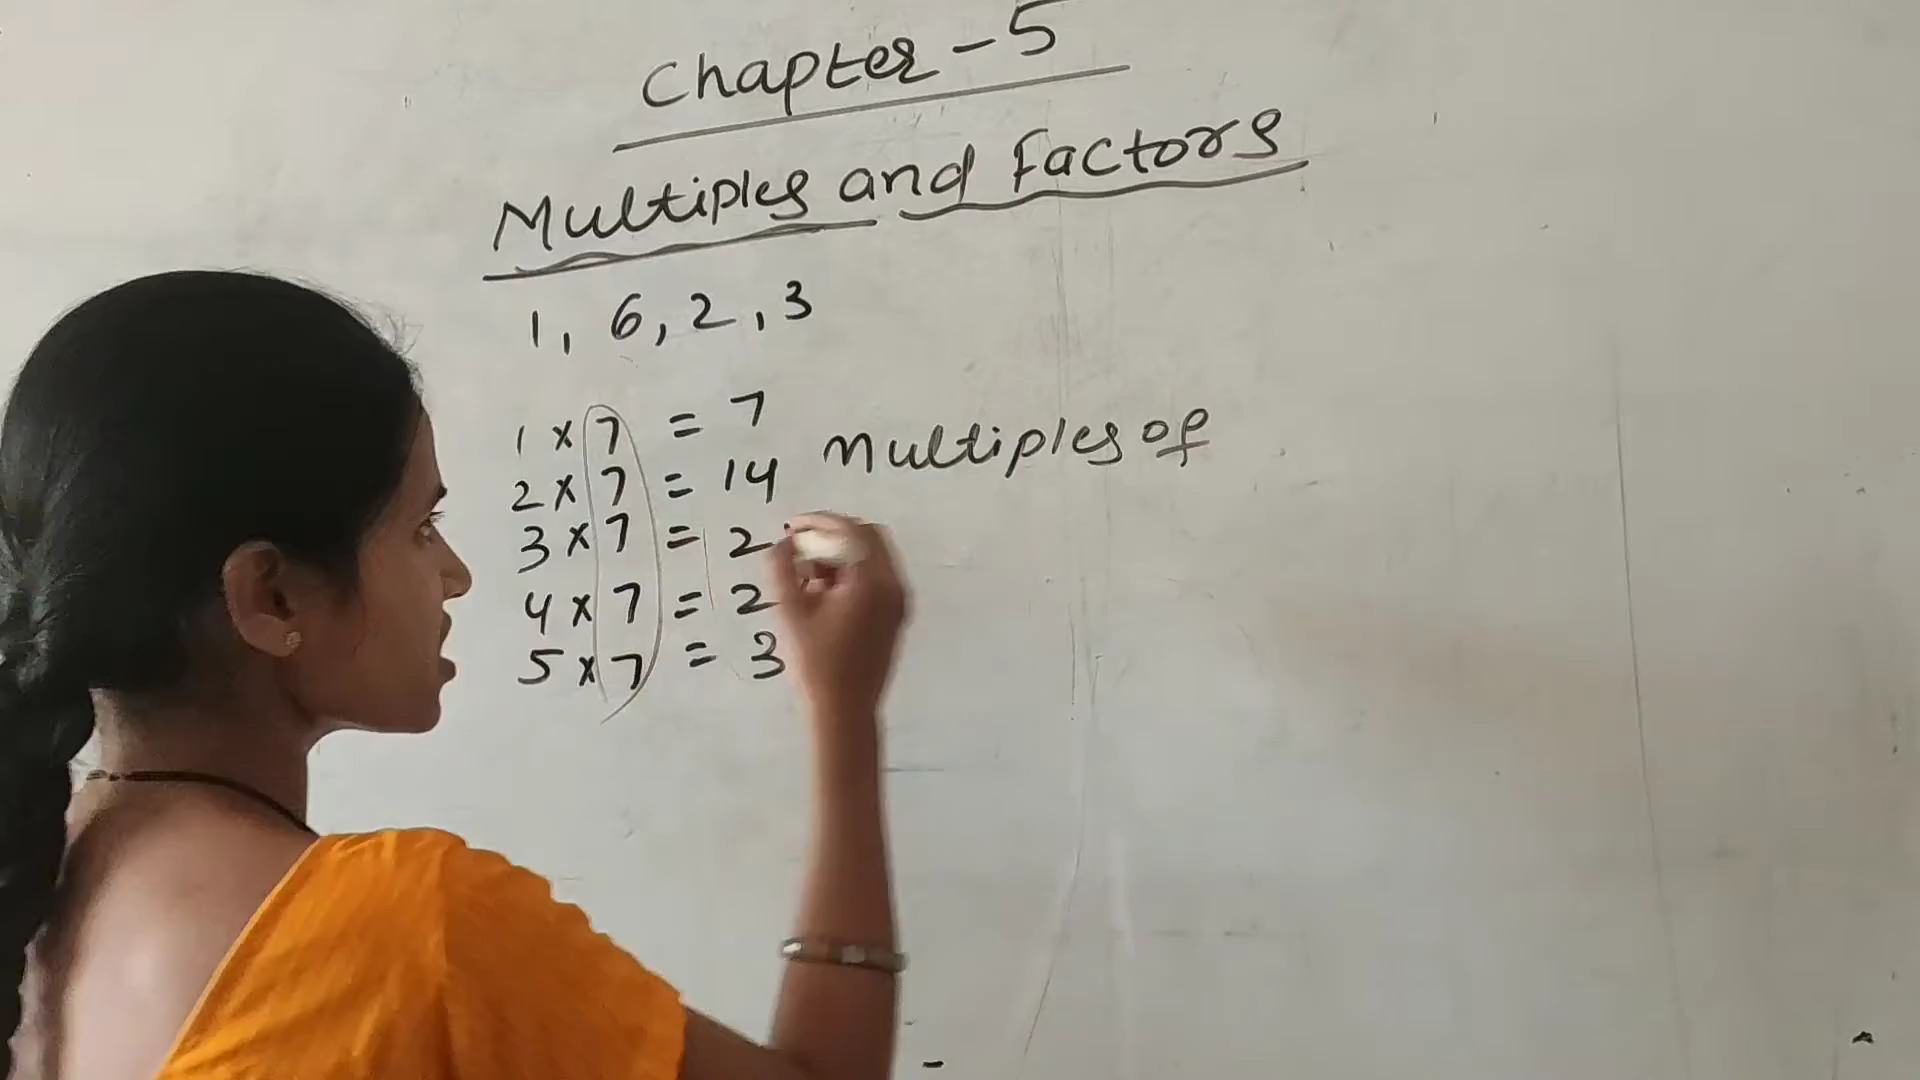 Chapter - 5
Multiples and Factors
1, 6, 2, 3
1 × 7 = 7 Multiples of
2 × 7 = 14
3 × 7 = 2
4 × 7 = 2
5 × 7 = 3